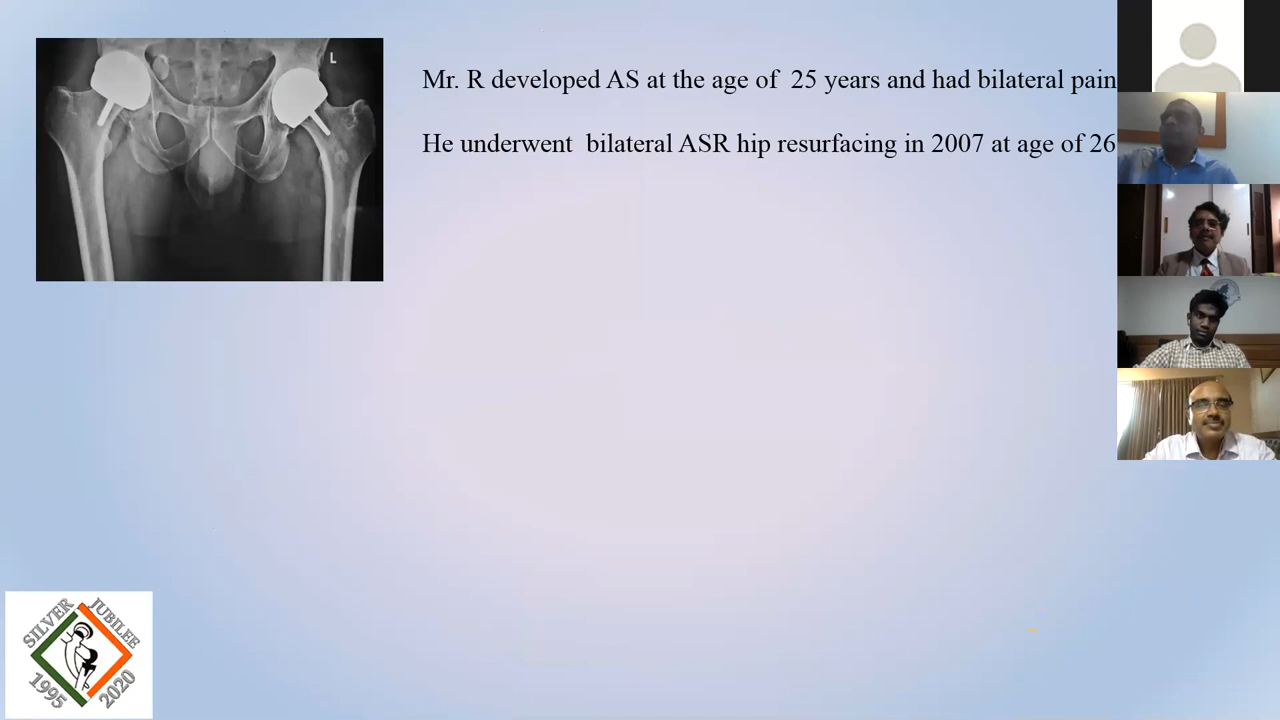 L
Mr. R developed AS at the age of 25 years and had bilateral pain
He underwent bilateral ASR hip resurfacing in 2007 at age of 26
SILVER JUBILEE
1995 2020